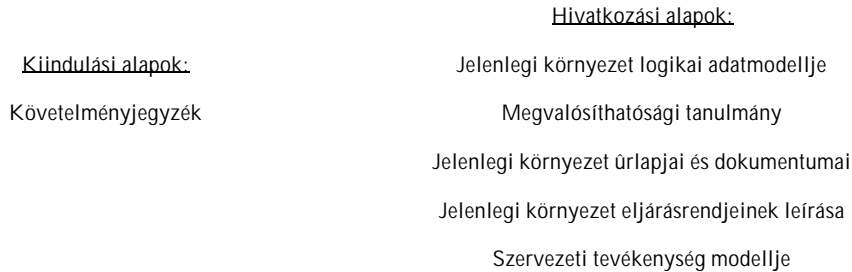 Hivatkozási alapok:
Kiindulási alapok:
Jelenlegi környezet logikai adatmodellje
Követelményjegyzék
Megvalósíthatósági tanulmány
Jelenlegi környezet ûrlapjai és dokumentumai
Jelenlegi környezet eljárásrendjeinek leírása
Szervezeti tevékenység modellje